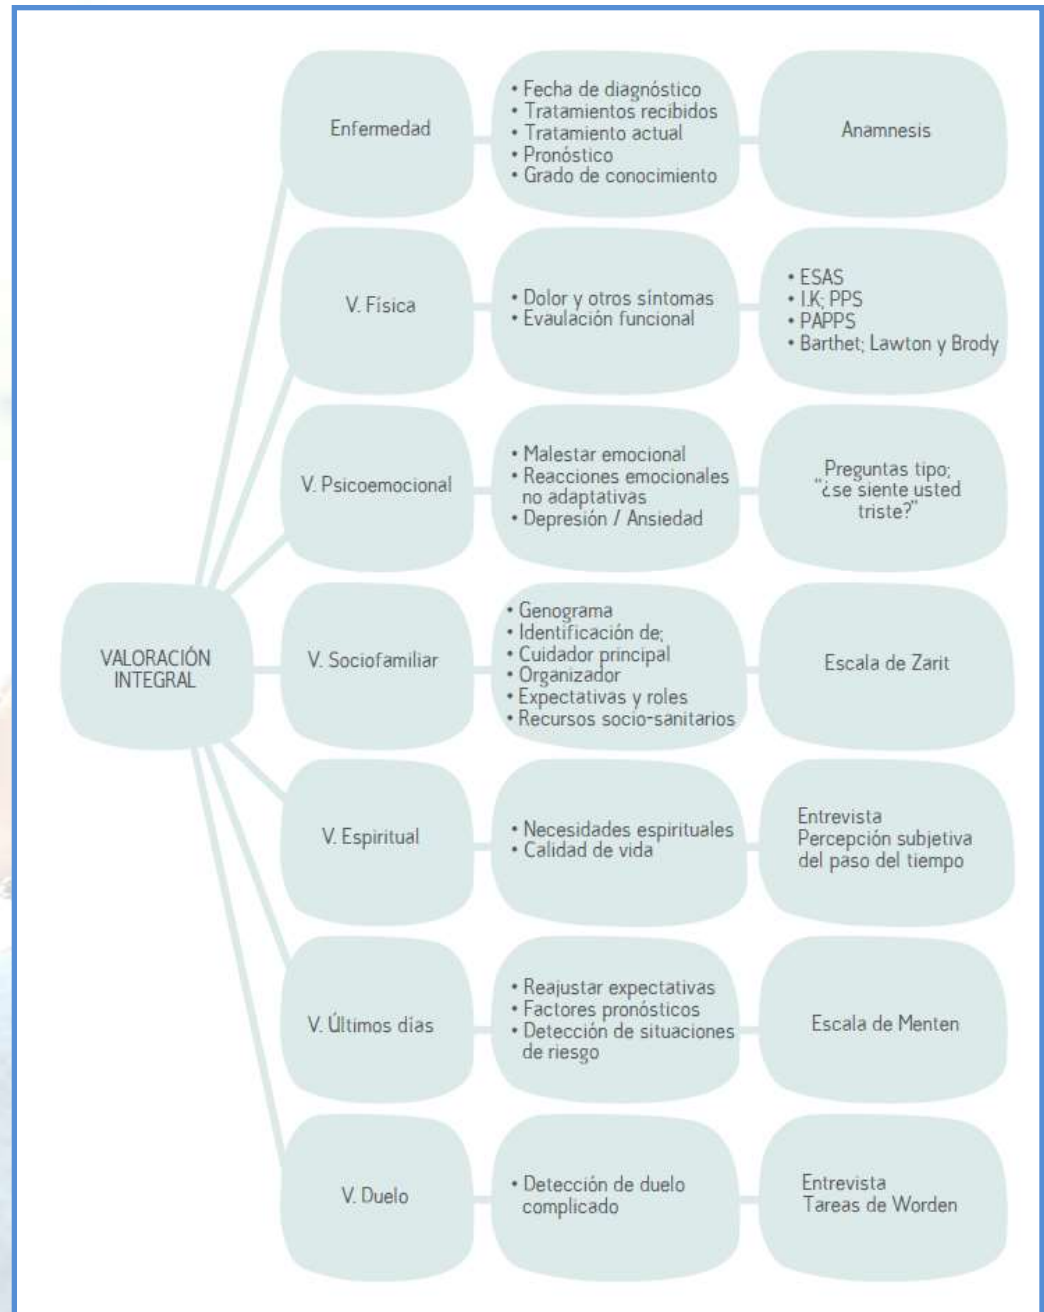 Enfermedad
• Fecha de diagnóstico
• Tratamientos recibidos
• Tratamiento actual
• Pronóstico
• Grado de conocimiento
Anamnesis
V. Física
• Dolor y otros síntomas
• Evaulación funcional
• ESAS
• I.K; PPS
• PAPPS
• Barthet; Lawton y Brody
V. Psicoemocional
• Malestar emocional
• Reacciones emocionales
no adaptativas
• Depresión / Ansiedad
Preguntas tipo;
"¿se siente usted
triste?"
VALORACIÓN
INTEGRAL
V. Sociofamiliar
• Genograma
• Identificación de;
• Cuidador principal
• Organizador
• Expectativas y roles
• Recursos socio-sanitarios
Escala de Zarit
V. Espiritual
• Necesidades espirituales
• Calidad de vida
Entrevista
Percepción subjetiva
del paso del tiempo
V. Últimos días
• Reajustar expectativas
• Factores pronósticos
• Detección de situaciones
de riesgo
Escala de Menten
V. Duelo
• Detección de duelo
complicado
Entrevista
Tareas de Worden